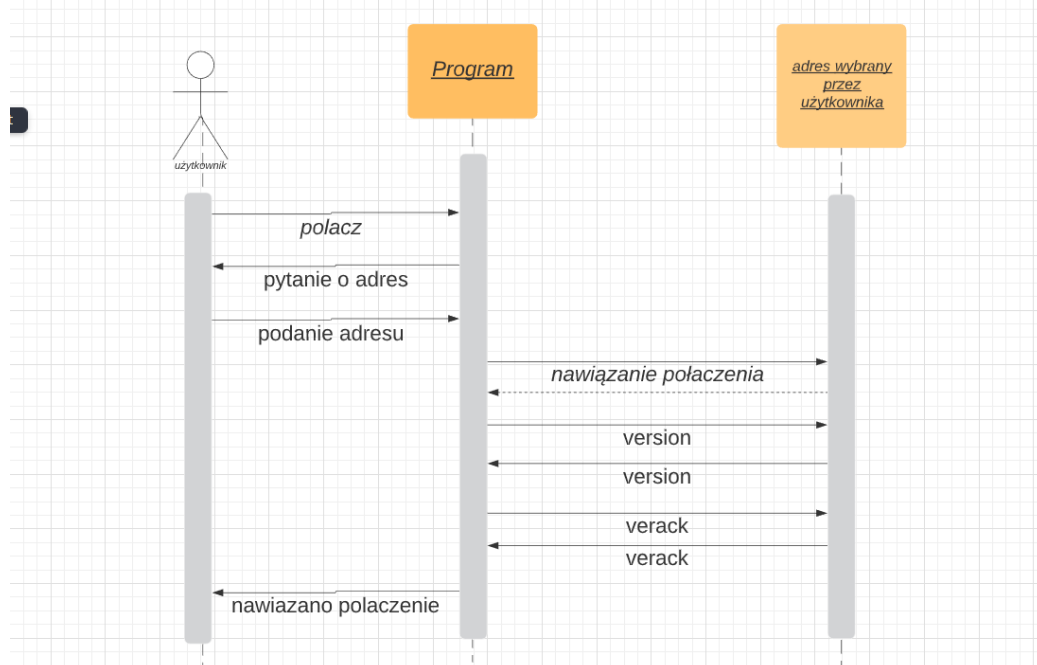 Program
adres wybrany
przez
użytkownika
użytkownik
polacz
pytanie o adres
podanie adresu
nawiązanie połaczenia
version
version
verack
verack
nawiazano polaczenie